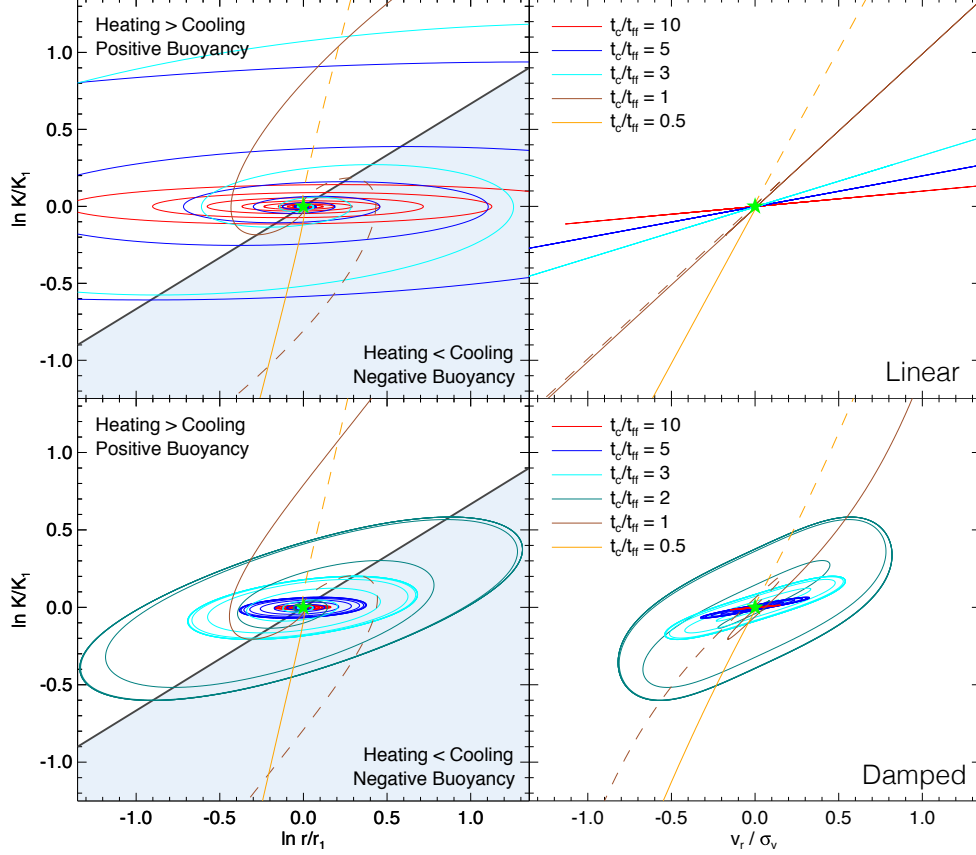 Heating > Cooling
Positive Buoyancy
Heating < Cooling
Negative Buoyancy
ln K/K1
1.0
0.5
0.0
-0.5
-1.0
tc/tff = 10
tc/tff = 5
tc/tff = 3
tc/tff = 1
tc/tff = 0.5
Linear
Heating > Cooling
Positive Buoyancy
Heating < Cooling
Negative Buoyancy
ln K/K1
1.0
0.5
0.0
-0.5
-1.0
-1.0 -0.5 0.0 0.5 1.0
ln r/r1
tc/tff = 10
tc/tff = 5
tc/tff = 3
tc/tff = 2
tc/tff = 1
tc/tff = 0.5
Damped
-1.0 -0.5 0.0 0.5 1.0
vr / σv